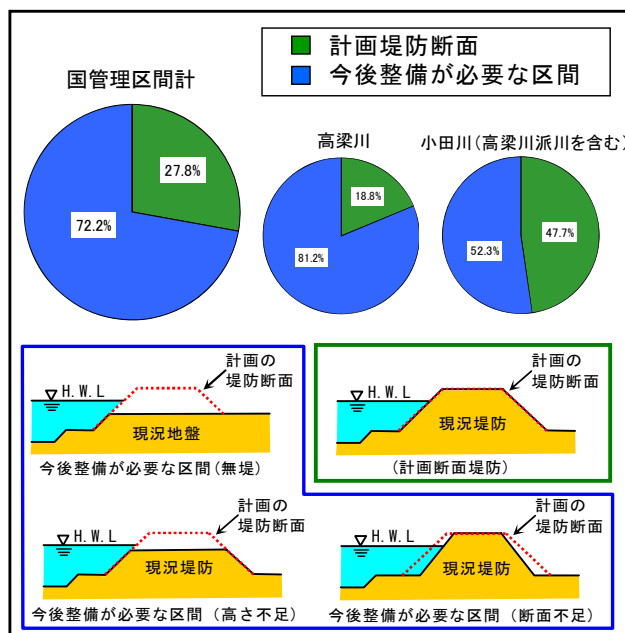 計画堤防断面
今後整備が必要な区間
国管理区間計
27.8%
72.2%
高梁川
18.8%
81.2%
小田川(高梁川派川を含む)
47.7%
52.3%
H.W.L
計画の
堤防断面
現況地盤
今後整備が必要な区間(無堤)
H.W.L
計画の
堤防断面
現況堤防
(計画断面堤防)
H.W.L
計画の
堤防断面
現況堤防
今後整備が必要な区間(高さ不足)
H.W.L
計画の
堤防断面
現況堤防
今後整備が必要な区間(断面不足)